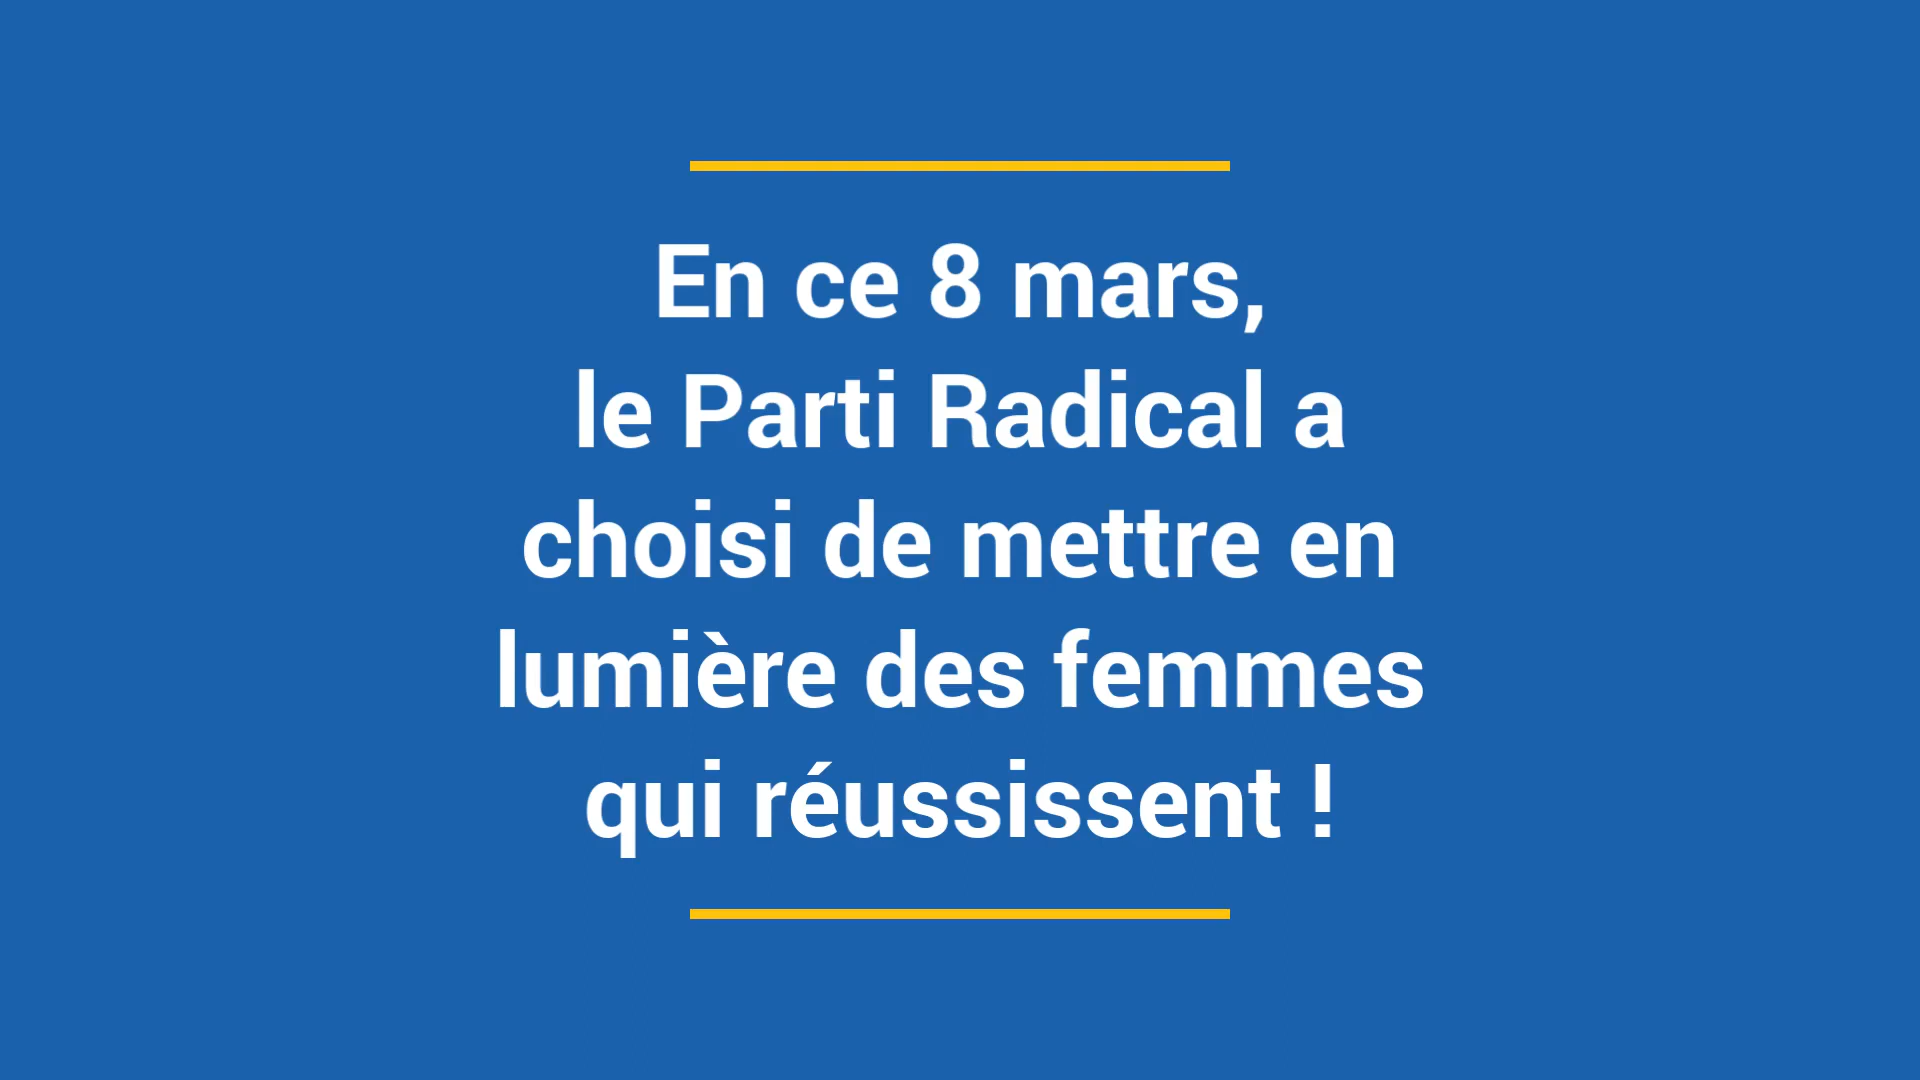 En ce 8 mars,
le Parti Radical a
choisi de mettre en
lumière des femmes
qui réussissent !